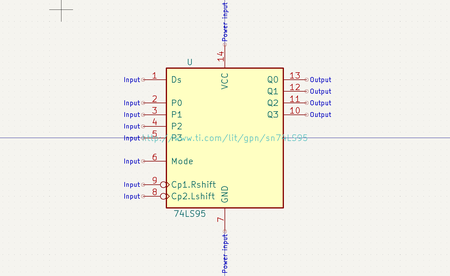 Power input
14
U
VCC
Input 1 Ds
Q0 13 Output
Q1 12 Output
Input 2 P0
Q2 11 Output
Input 3 P1
Q3 10 Output
Input 4 P2
Input 5 P3
http://www.ti.com/lit/gpn/sn74LS95
Input 6 Mode
Input 9 Cp1.Rshift
Input 8 Cp2.Lshift
GND
74LS95
7
Power input